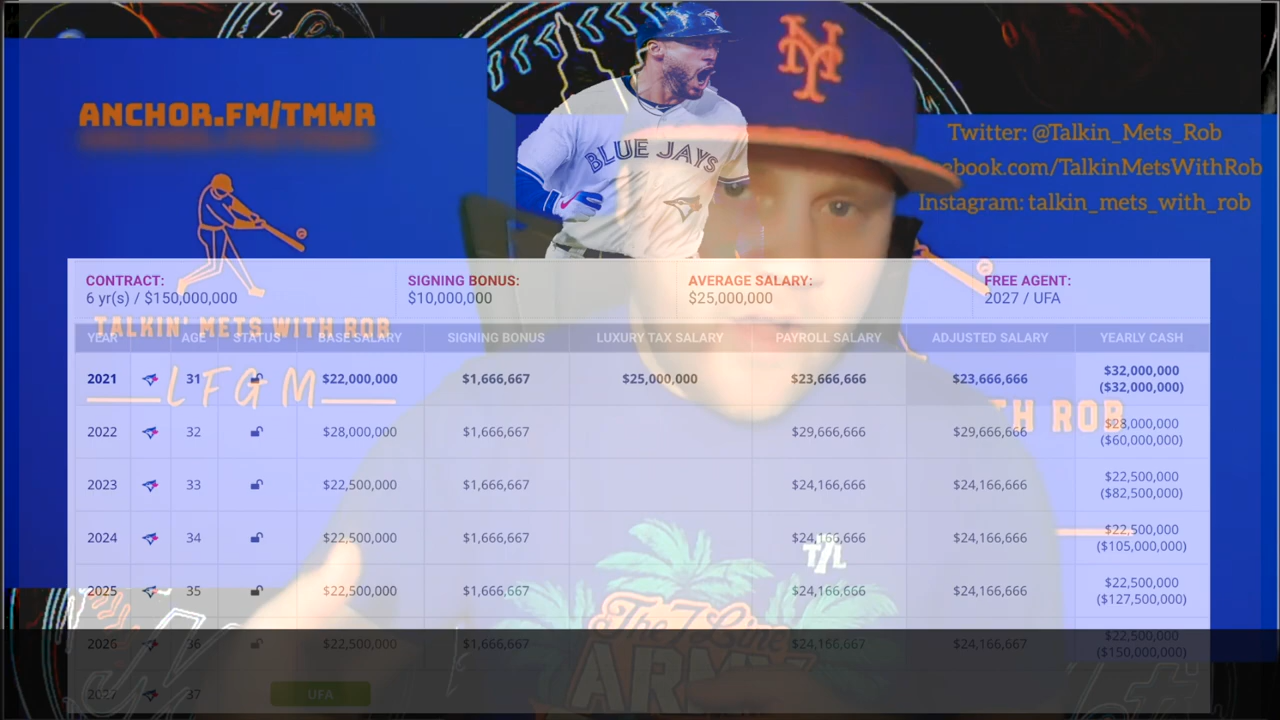 ANCHOR.FM/TMWR
NY
BLUE JAYS
Twitter: @Talkin_Mets_Rob
book.com/TalkinMetsWithRob
Instagram: talkin_mets_with_rob
CONTRACT: SIGNING BONUS: AVERAGE SALARY: FREE AGENT:
6 yr(s) / $150,000,000 $10,000,000 $25,000,000 2027 / UFA
TALKIN' METS WITH ROB
YEAR AGE STATUS BASE SALARY SIGNING BONUS LUXURY TAX SALARY PAYROLL SALARY ADJUSTED SALARY YEARLY CASH
2021 31 $22,000,000 $1,666,667 $25,000,000 $23,666,666 $23,666,666 $32,000,000
($32,000,000)
LFGM
H ROB
2022 32 $28,000,000 $1,666,667 $29,666,666 $29,666,666 $28,000,000
($60,000,000)
2023 33 $22,500,000 $1,666,667 $24,166,666 $24,166,666 $22,500,000
($82,500,000)
2024 34 $22,500,000 $1,666,667 $24,166,666 $24,166,666 $22,500,000
($105,000,000)
T/L
2025 35 $22,500,000 $1,666,667 $24,166,666 $24,166,666 $22,500,000
($127,500,000)
The 7 Line
ARMY
2026 36 $22,500,000 $1,666,667 $24,166,667 $24,166,667 $22,500,000
($150,000,000)
2027 37 UFA